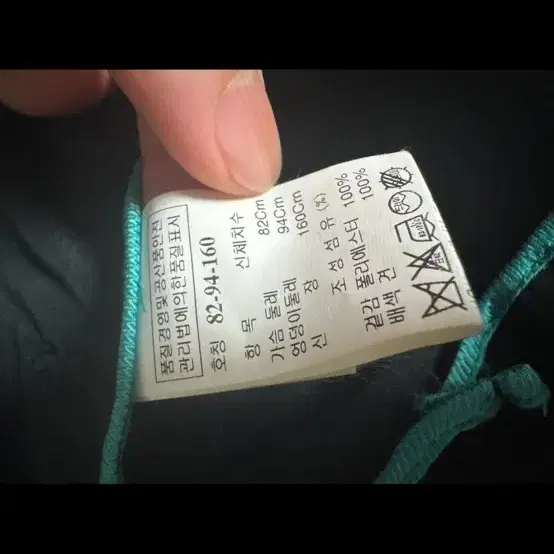 품질경영및공산품안전
관리법에의한품질표시
호칭 82-94-160
항 목 신체치수
가슴 둘레 82Cm
엉덩이둘레 94Cm
신 장 160Cm
조성섬유(%)
겉감 폴리에스터 100%
배색 견 100%